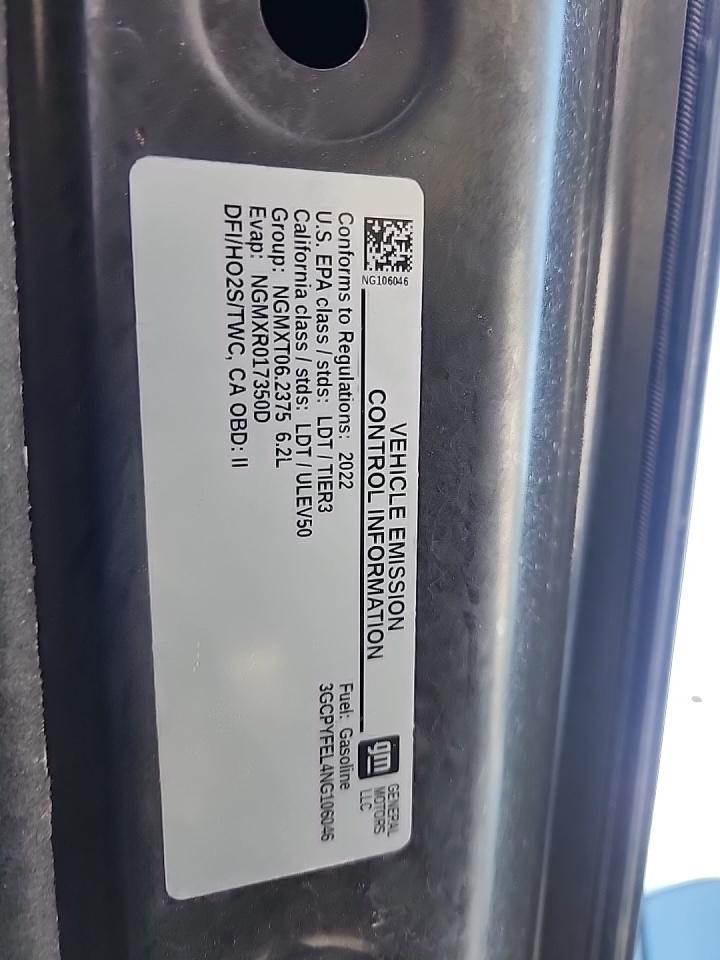 NG106046
VEHICLE EMISSION
CONTROL INFORMATION
gm
GENERAL
MOTORS
LLC
Conforms to Regulations: 2022
U.S. EPA class / stds: LDT / TIER3
California class / stds: LDT / ULEV50
Group: NGMXT06.2375 6.2L
Evap: NGMXR017350D
DFI/HO2S/TWC, CA OBD: II
Fuel: Gasoline
3GCPYFEL4NG106046